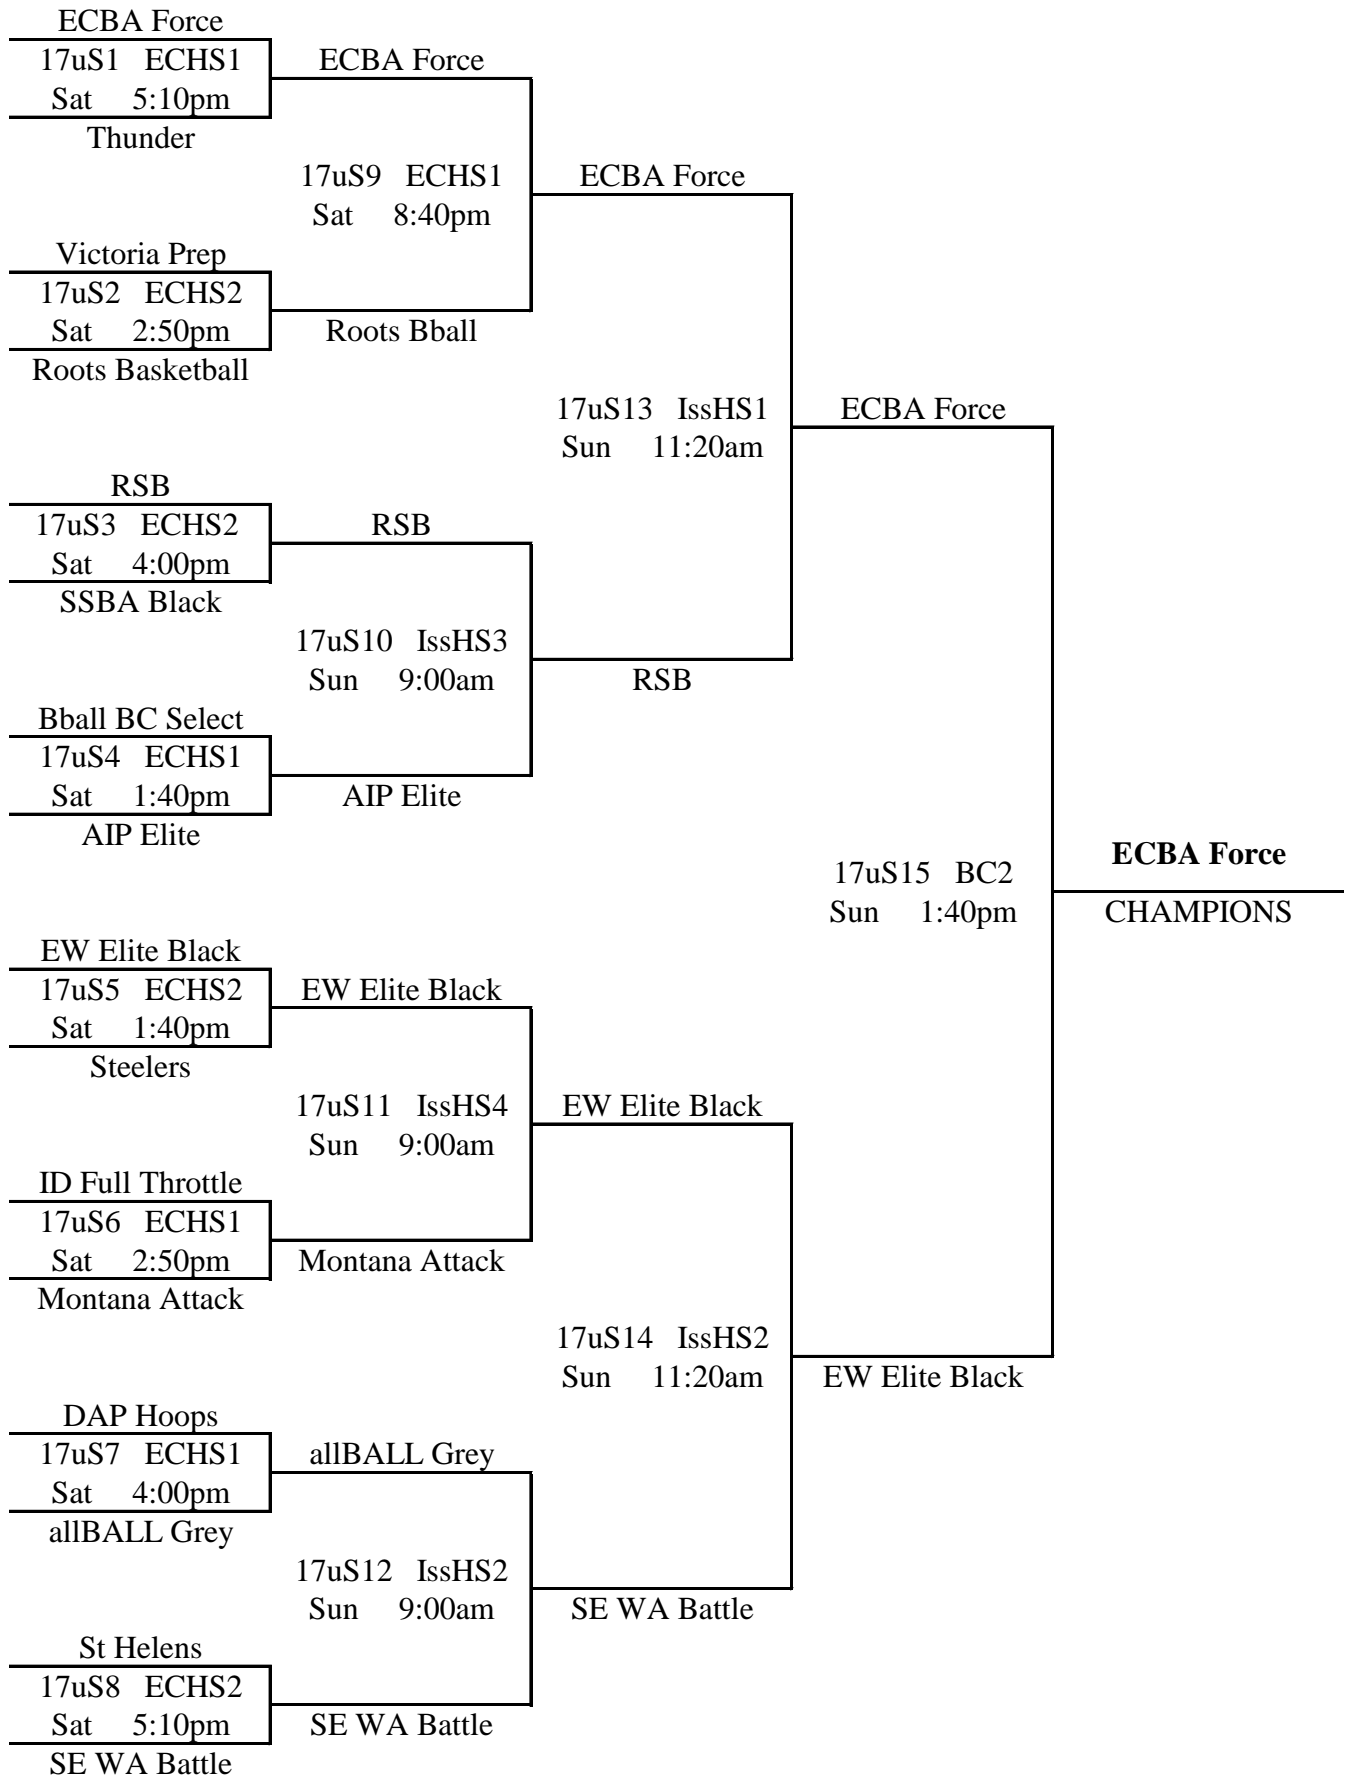 ECBA Force
17uS1 ECHS1
Sat 5:10pm
Thunder
Victoria Prep
17uS2 ECHS2
Sat 2:50pm
Roots Basketball
RSB
17uS3 ECHS2
Sat 4:00pm
SSBA Black
Bball BC Select
17uS4 ECHS1
Sat 1:40pm
AIP Elite
EW Elite Black
17uS5 ECHS2
Sat 1:40pm
Steelers
ID Full Throttle
17uS6 ECHS1
Sat 2:50pm
Montana Attack
DAP Hoops
17uS7 ECHS1
Sat 4:00pm
allBALL Grey
St Helens
17uS8 ECHS2
Sat 5:10pm
SE WA Battle
ECBA Force
17uS9 ECHS1
Sat 8:40pm
Roots Bball
RSB
17uS10 IssHS3
Sun 9:00am
AIP Elite
EW Elite Black
17uS11 IssHS4
Sun 9:00am
Montana Attack
allBALL Grey
17uS12 IssHS2
Sun 9:00am
SE WA Battle
ECBA Force
17uS13 IssHS1
Sun 11:20am
RSB
EW Elite Black
17uS14 IssHS2
Sun 11:20am
SE WA Battle
ECBA Force
17uS15 BC2
Sun 1:40pm
EW Elite Black
ECBA Force
CHAMPIONS